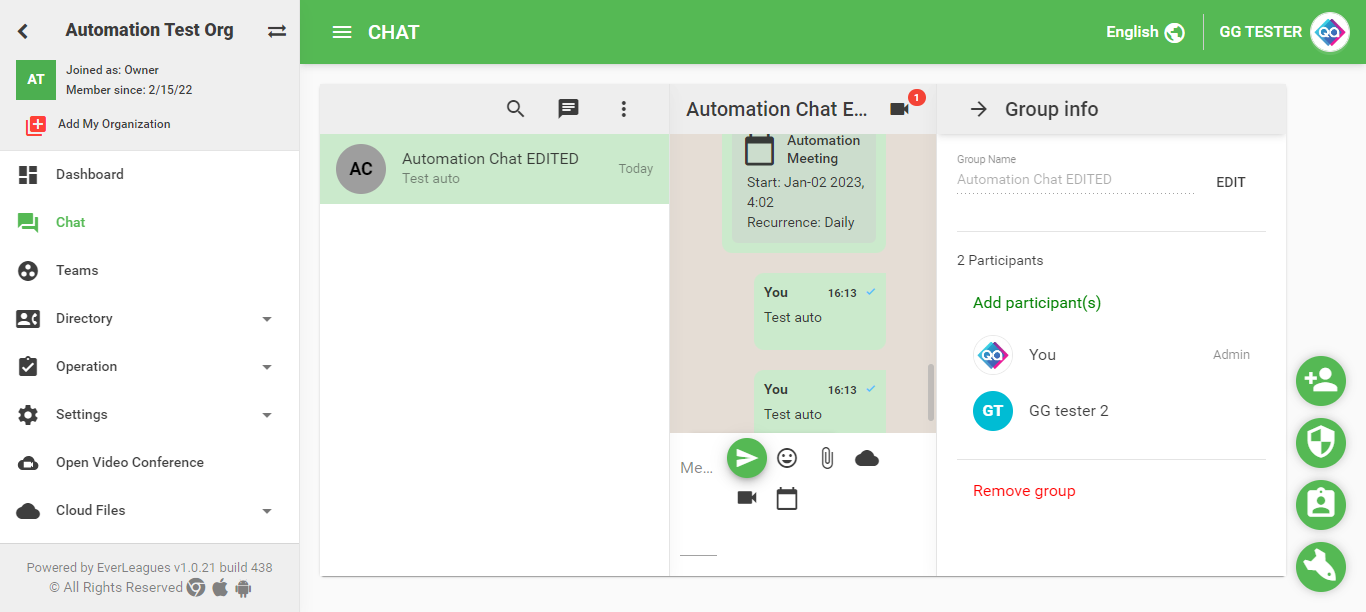 Automation Test Org
AT
Joined as: Owner
Member since: 2/15/22
Add My Organization
Dashboard
Chat
Teams
Directory
Operation
Settings
Open Video Conference
Cloud Files
Powered by EverLeagues v1.0.21 build 438
© All Rights Reserved
CHAT
English
GG TESTER
QA
AC
Automation Chat EDITED
Test auto
Today
Automation Chat E...
1
Automation
Meeting
Start: Jan-02 2023,
4:02
Recurrence: Daily
You 16:13
Test auto
You 16:13
Test auto
Me...
Group info
Group Name
Automation Chat EDITED
EDIT
2 Participants
Add participant(s)
QA
You
Admin
GT
GG tester 2
Remove group